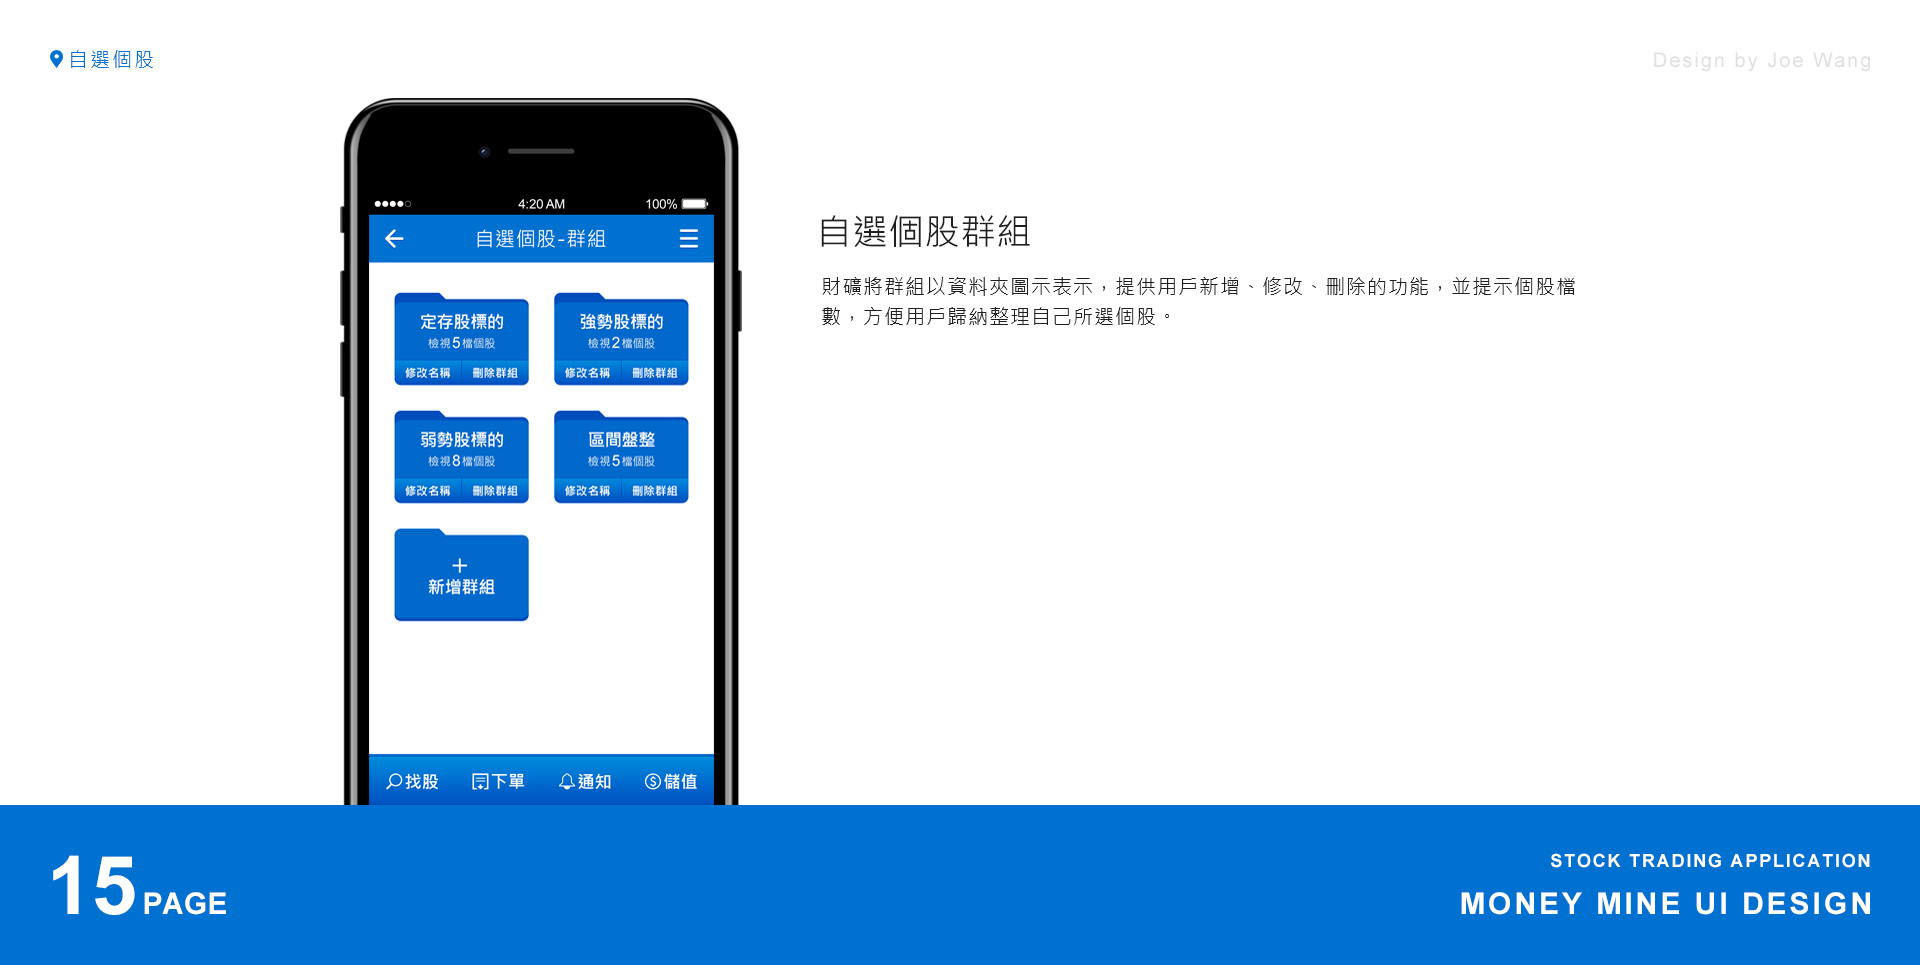 自選個股
Design by Joe Wang
4:20 AM
100%
自選個股-群組
定存股標的
檢視5檔個股
修改名稱 刪除群組
強勢股標的
檢視2檔個股
修改名稱 刪除群組
弱勢股標的
檢視8檔個股
修改名稱 刪除群組
區間盤整
檢視5檔個股
修改名稱 刪除群組
+
新增群組
找股 下單 通知 儲值
自選個股群組
財礦將群組以資料夾圖示表示，提供用戶新增、修改、刪除的功能，並提示個股檔
數，方便用戶歸納整理自己所選個股。
15 PAGE
STOCK TRADING APPLICATION
MONEY MINE UI DESIGN